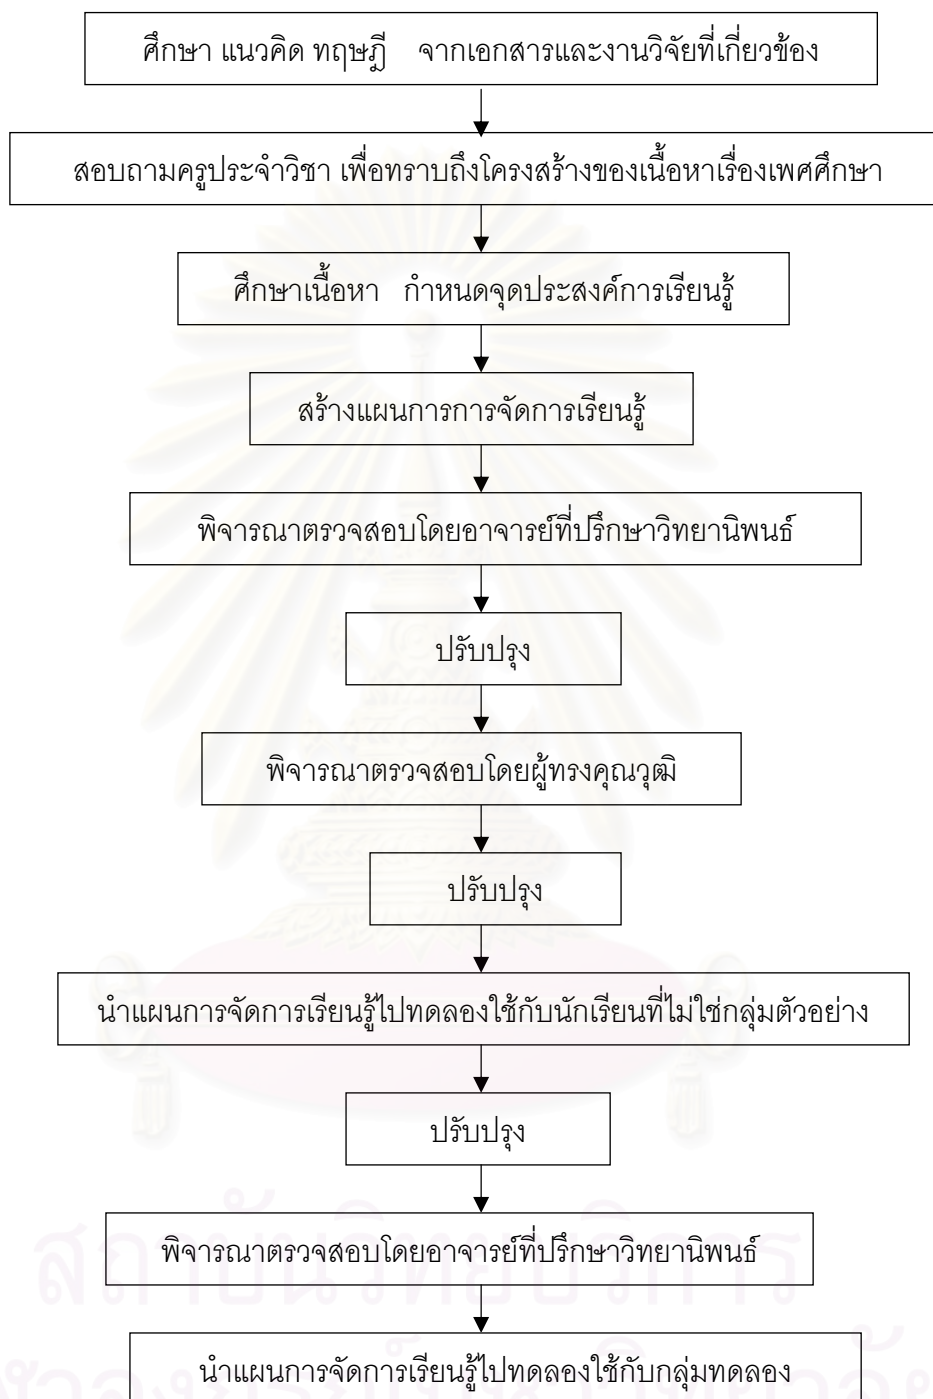 ศึกษา แนวคิด ทฤษฎี   จากเอกสารและงานวิจัยที่เกี่ยวข้อง
สอบถามครูประจำวิชา เพื่อทราบถึงโครงสร้างของเนื้อหาเรื่องเพศศึกษา
ศึกษาเนื้อหา   กำหนดจุดประสงค์การเรียนรู้
สร้างแผนการการจัดการเรียนรู้
พิจารณาตรวจสอบโดยอาจารย์ที่ปรึกษาวิทยานิพนธ์
ปรับปรุง
พิจารณาตรวจสอบโดยผู้ทรงคุณวุฒิ
ปรับปรุง
นำแผนการจัดการเรียนรู้ไปทดลองใช้กับนักเรียนที่ไม่ใช่กลุ่มตัวอย่าง
ปรับปรุง
พิจารณาตรวจสอบโดยอาจารย์ที่ปรึกษาวิทยานิพนธ์
สถาบันวิทยบริการ
นำแผนการจัดการเรียนรู้ไปทดลองใช้กับกลุ่มทดลอง